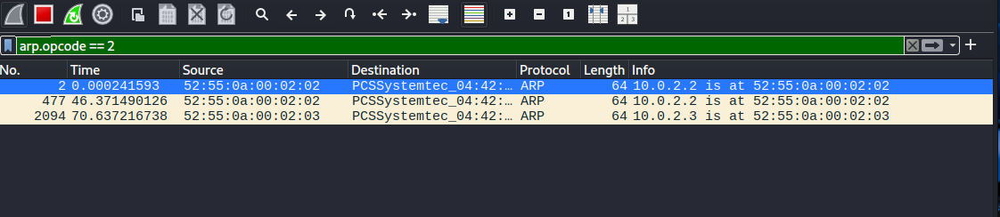 1
1 2 3
arp.opcode == 2
No. Time Source Destination Protocol Length Info
2 0.000241593 52:55:0a:00:02:02 PCSSystemtec_04:42:… ARP 64 10.0.2.2 is at 52:55:0a:00:02:02
477 46.371490126 52:55:0a:00:02:02 PCSSystemtec_04:42:… ARP 64 10.0.2.2 is at 52:55:0a:00:02:02
2094 70.637216738 52:55:0a:00:02:03 PCSSystemtec_04:42:… ARP 64 10.0.2.3 is at 52:55:0a:00:02:03